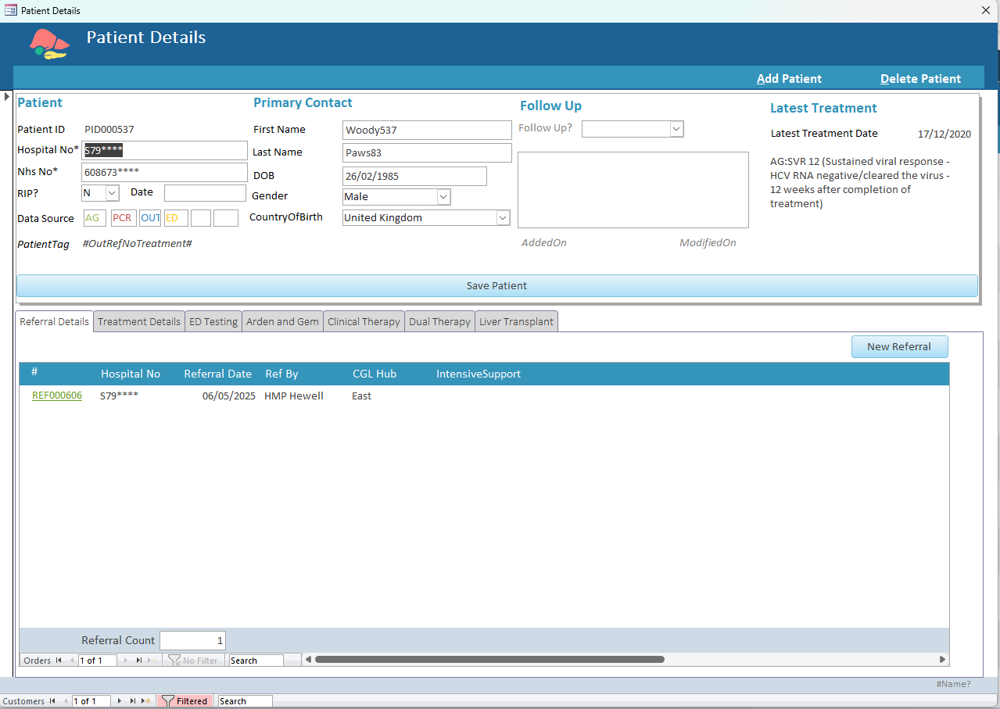 Patient Details
Patient Details
Add Patient Delete Patient
Patient Primary Contact Follow Up Latest Treatment
Patient ID PID000537 First Name Woody537 Follow Up? Latest Treatment Date 17/12/2020
Hospital No* S79**** Last Name Paws83
Nhs No* 608673**** DOB 26/02/1985
RIP? N Date Gender Male
Data Source AG PCR OUT ED CountryOfBirth United Kingdom
AG:SVR 12 (Sustained viral response -
HCV RNA negative/cleared the virus -
12 weeks after completion of
treatment)
PatientTag #OutRefNoTreatment# AddedOn ModifiedOn
Save Patient
Referral Details Treatment Details ED Testing Arden and Gem Clinical Therapy Dual Therapy Liver Transplant
New Referral
# Hospital No Referral Date Ref By CGL Hub IntensiveSupport
REF000606 S79**** 06/05/2025 HMP Hewell East
Referral Count 1
Orders 1 of 1 No Filter Search
#Name?
Customers 1 of 1 Filtered Search